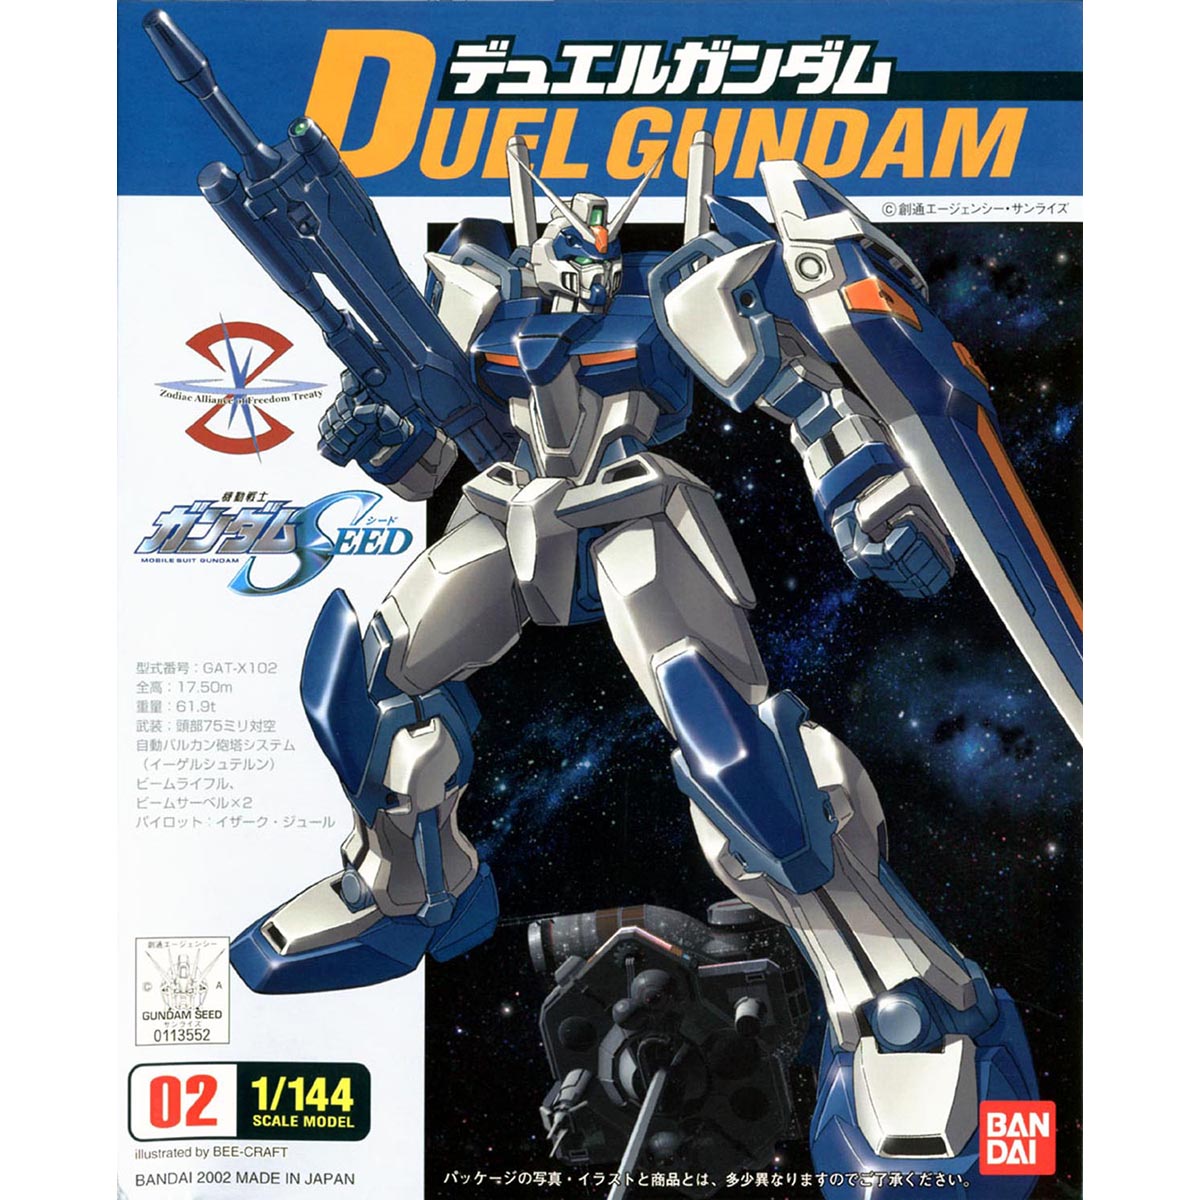 デュエルガンダム
DUEL GUNDAM
©創通エージェンシー・サンライズ
Zodiac Alliance of Freedom Treaty
機動戦士
ガンダムSEED
シード
MOBILE SUIT GUNDAM
型式番号：GAT-X102
全高：17.50m
重量：61.9t
武装：頭部75ミリ対空
自動バルカン砲塔システム
（イーゲルシュテルン）
ビームライフル、
ビームサーベル×2
パイロット：イザーク・ジュール
創通エージェンシー
© A
GUNDAM SEED
サンライズ
0113552
02
1/144
SCALE MODEL
illustrated by BEE-CRAFT
BANDAI 2002 MADE IN JAPAN
パッケージの写真・イラストと商品とは、多少異なりますのでご了承ください。
BAN
DAI